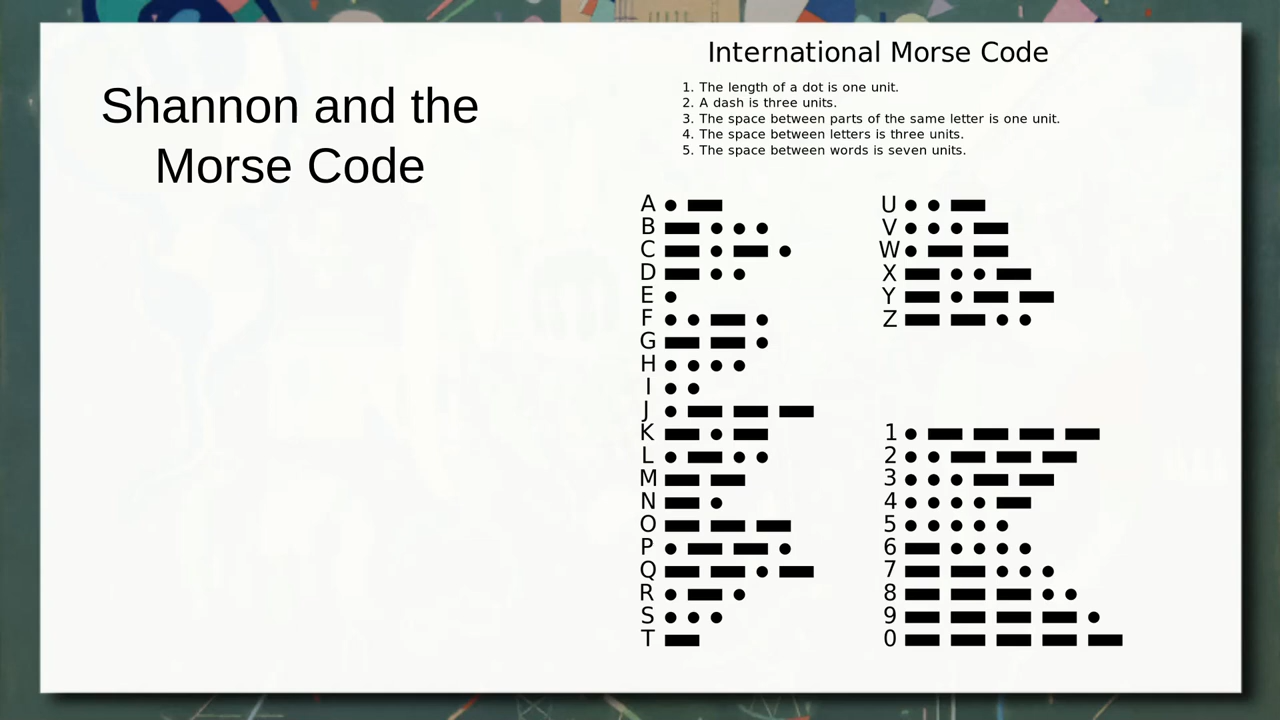 Shannon and the
Morse Code
International Morse Code
1. The length of a dot is one unit.
2. A dash is three units.
3. The space between parts of the same letter is one unit.
4. The space between letters is three units.
5. The space between words is seven units.
A
B
C
D
E
F
G
H
I
J
K
L
M
N
O
P
Q
R
S
T
U
V
W
X
Y
Z
1
2
3
4
5
6
7
8
9
0